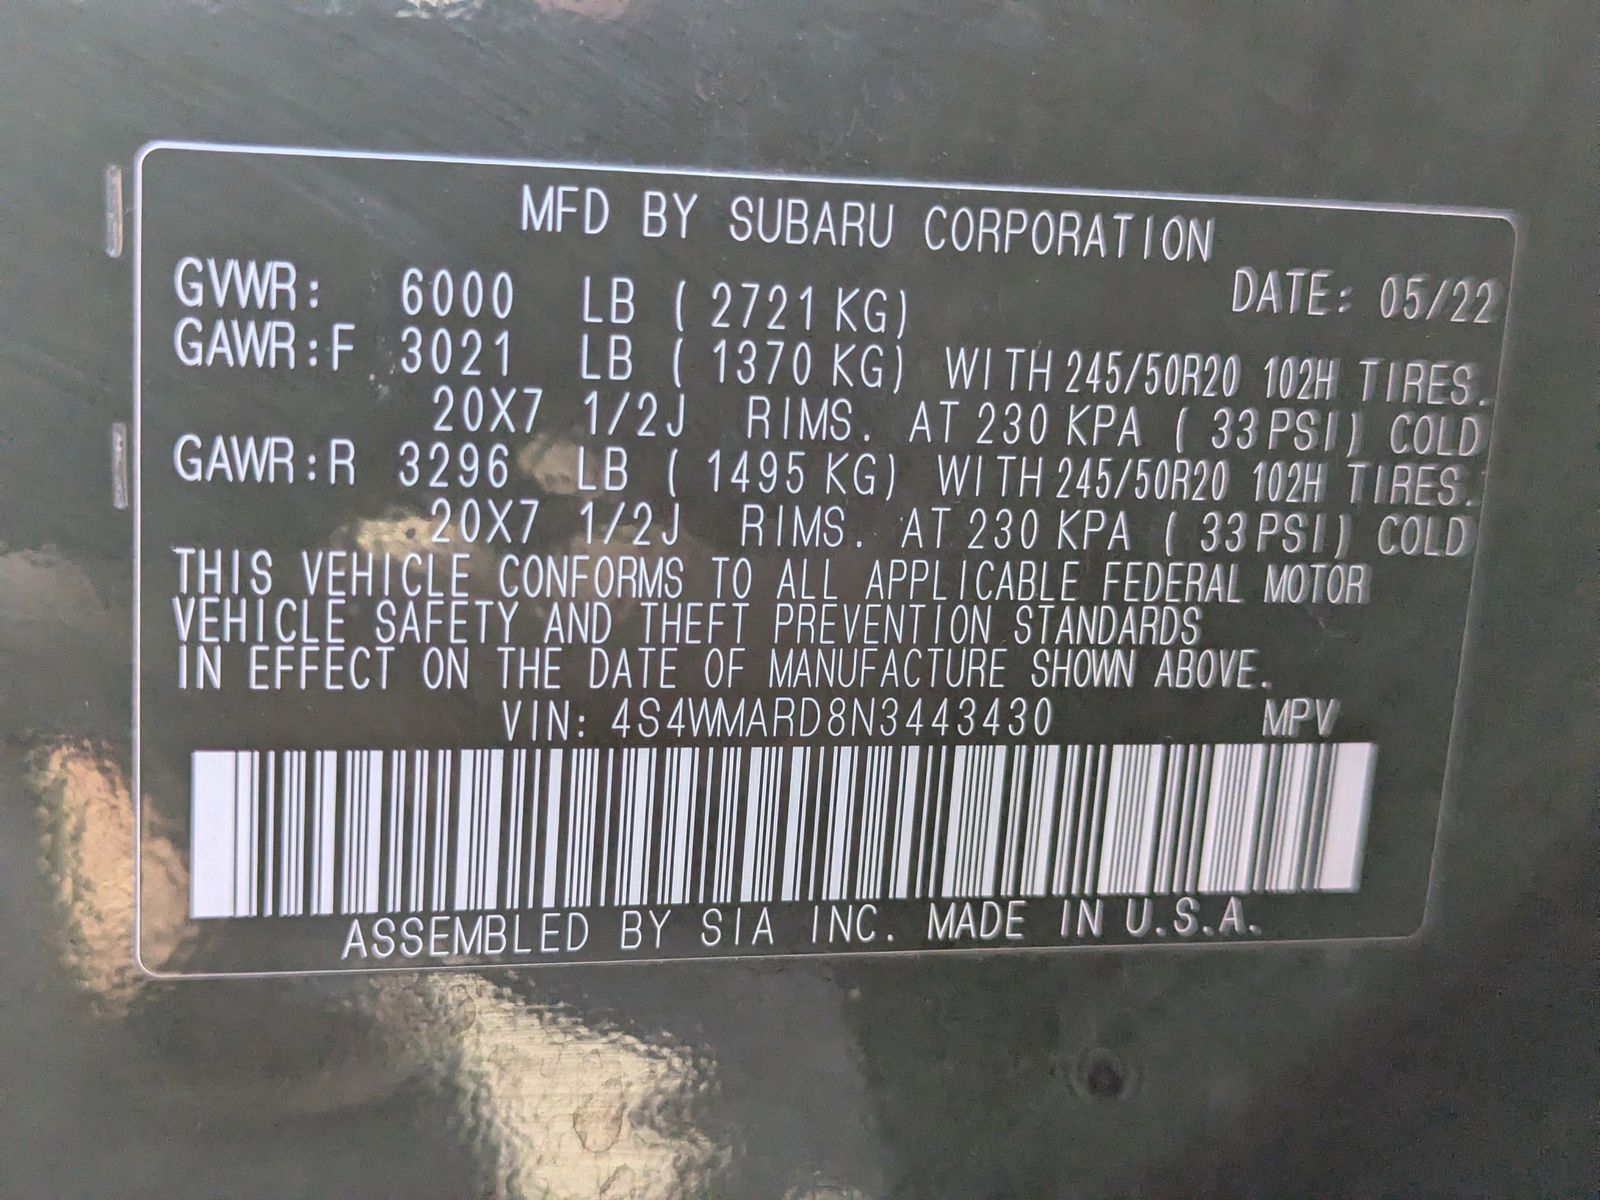 MFD BY SUBARU CORPORATION
GVWR: 6000 LB ( 2721 KG) DATE: 05/22
GAWR:F 3021 LB ( 1370 KG) WITH 245/50R20 102H TIRES.
20X7 1/2J RIMS. AT 230 KPA ( 33 PSI) COLD
GAWR:R 3296 LB ( 1495 KG) WITH 245/50R20 102H TIRES.
20X7 1/2J RIMS. AT 230 KPA ( 33 PSI) COLD
THIS VEHICLE CONFORMS TO ALL APPLICABLE FEDERAL MOTOR
VEHICLE SAFETY AND THEFT PREVENTION STANDARDS
IN EFFECT ON THE DATE OF MANUFACTURE SHOWN ABOVE.
VIN: 4S4WMARD8N3443430 MPV
ASSEMBLED BY SIA INC. MADE IN U.S.A.